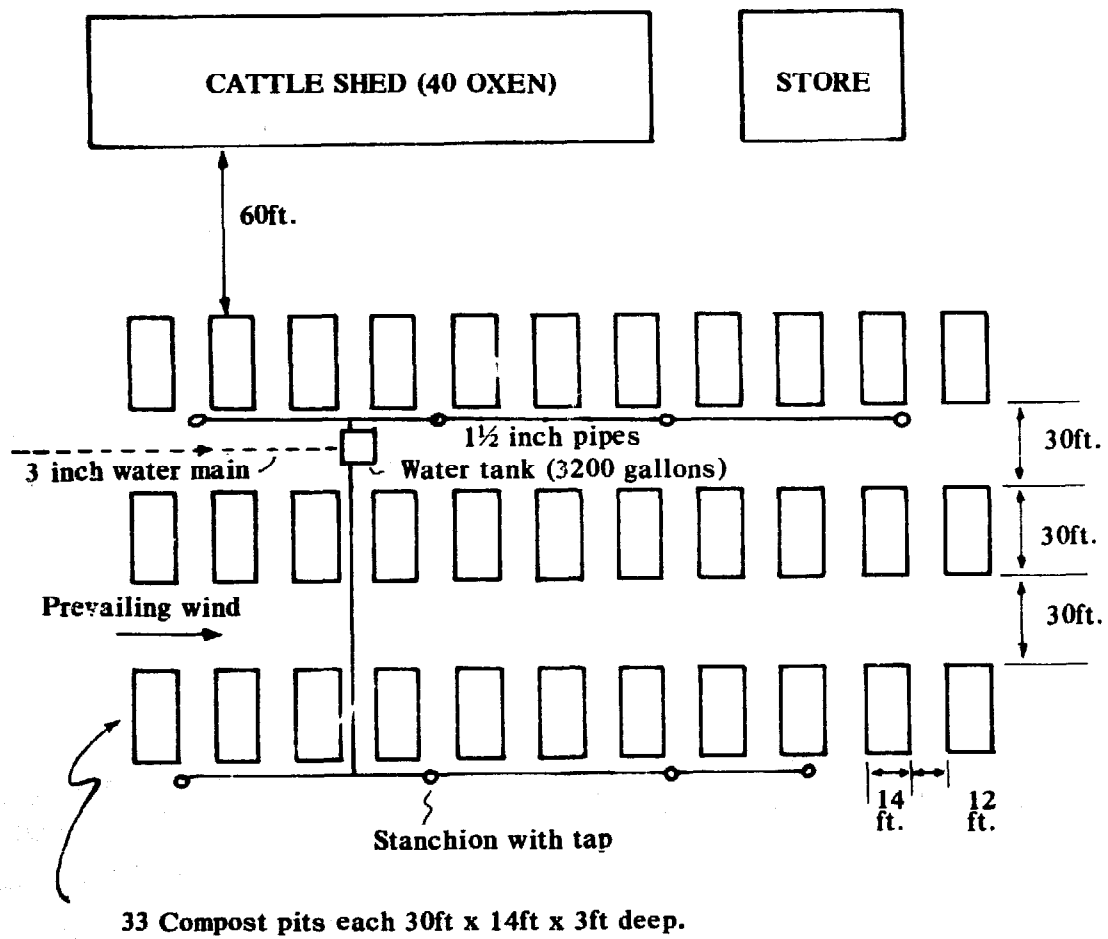 CATTLE SHED (40 OXEN)
STORE
60ft.
1½ inch pipes
3 inch water main
Water tank (3200 gallons)
30ft.
30ft.
Prevailing wind
30ft.
14
ft.
12
ft.
Stanchion with tap
33 Compost pits each 30ft x 14ft x 3ft deep.